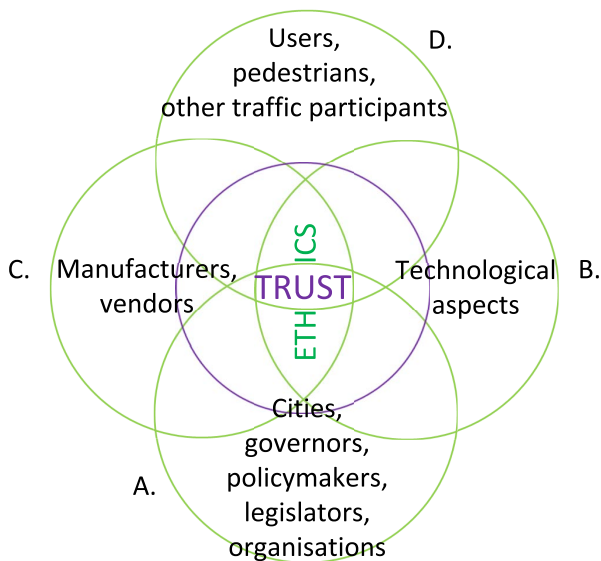 Users,
D.
pedestrians,
other traffic participants
ETHICS
C.
Manufacturers,
vendors
TRUST
Technological
aspects
B.
Cities,
governors,
A.
policymakers,
legislators,
organisations